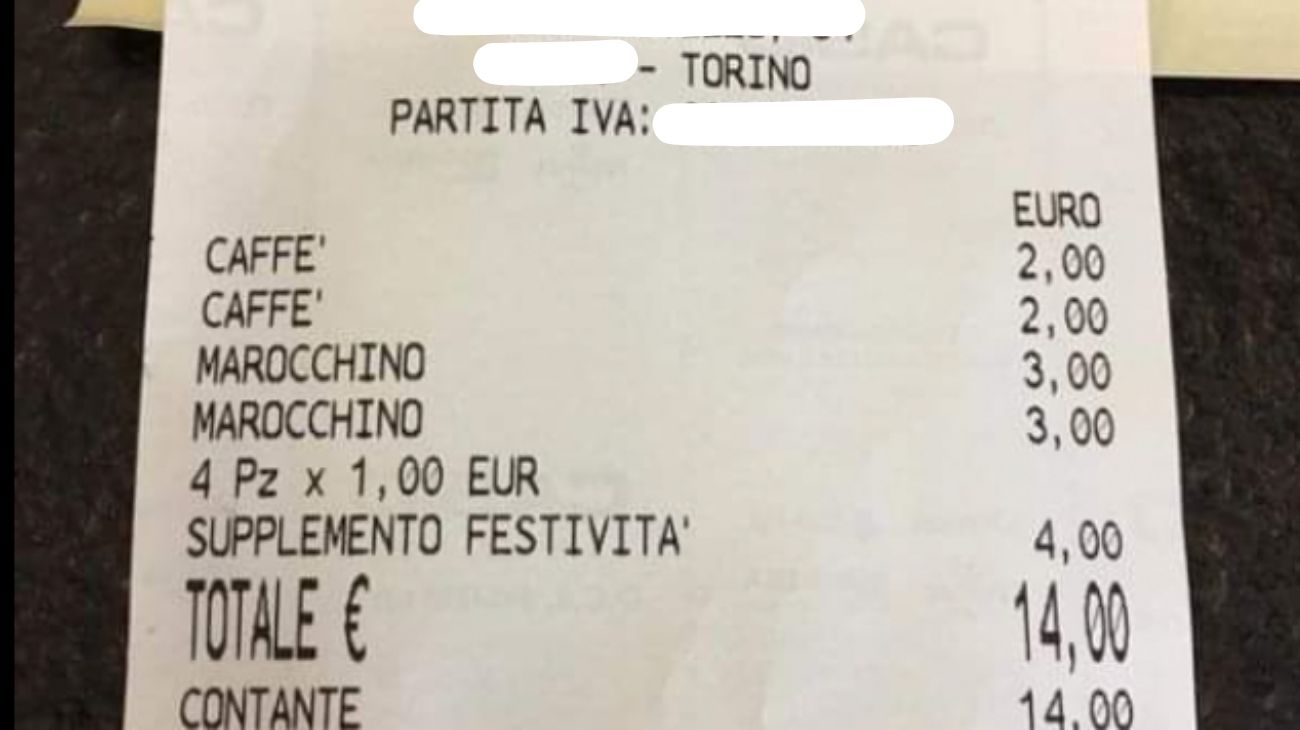 - TORINO
PARTITA IVA:
EURO
CAFFE' 2,00
CAFFE' 2,00
MAROCCHINO 3,00
MAROCCHINO 3,00
4 Pz x 1,00 EUR
SUPPLEMENTO FESTIVITA' 4,00
TOTALE € 14,00
CONTANTE 14,00